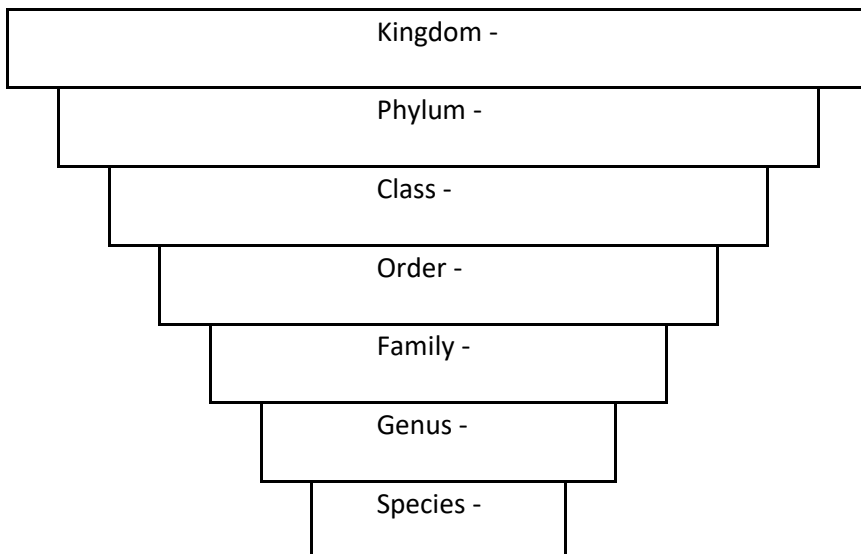 Kingdom -
Phylum -
Class -
Order -
Family -
Genus -
Species -